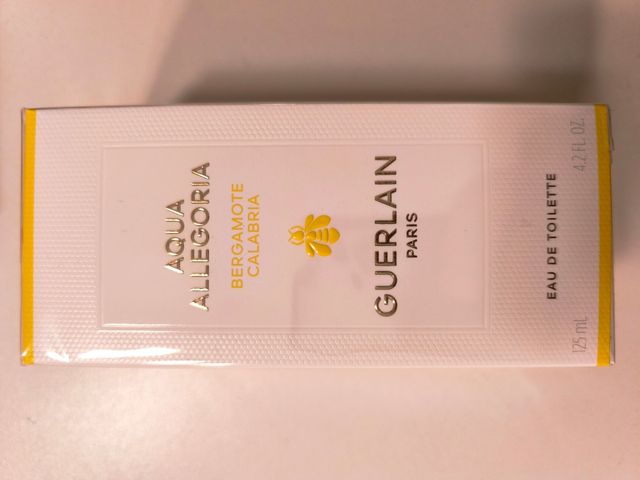 AQUA
ALLEGORIA
BERGAMOTE
CALABRIA
GUERLAIN
PARIS
EAU DE TOILETTE
125 mL 4.2 FL. OZ.